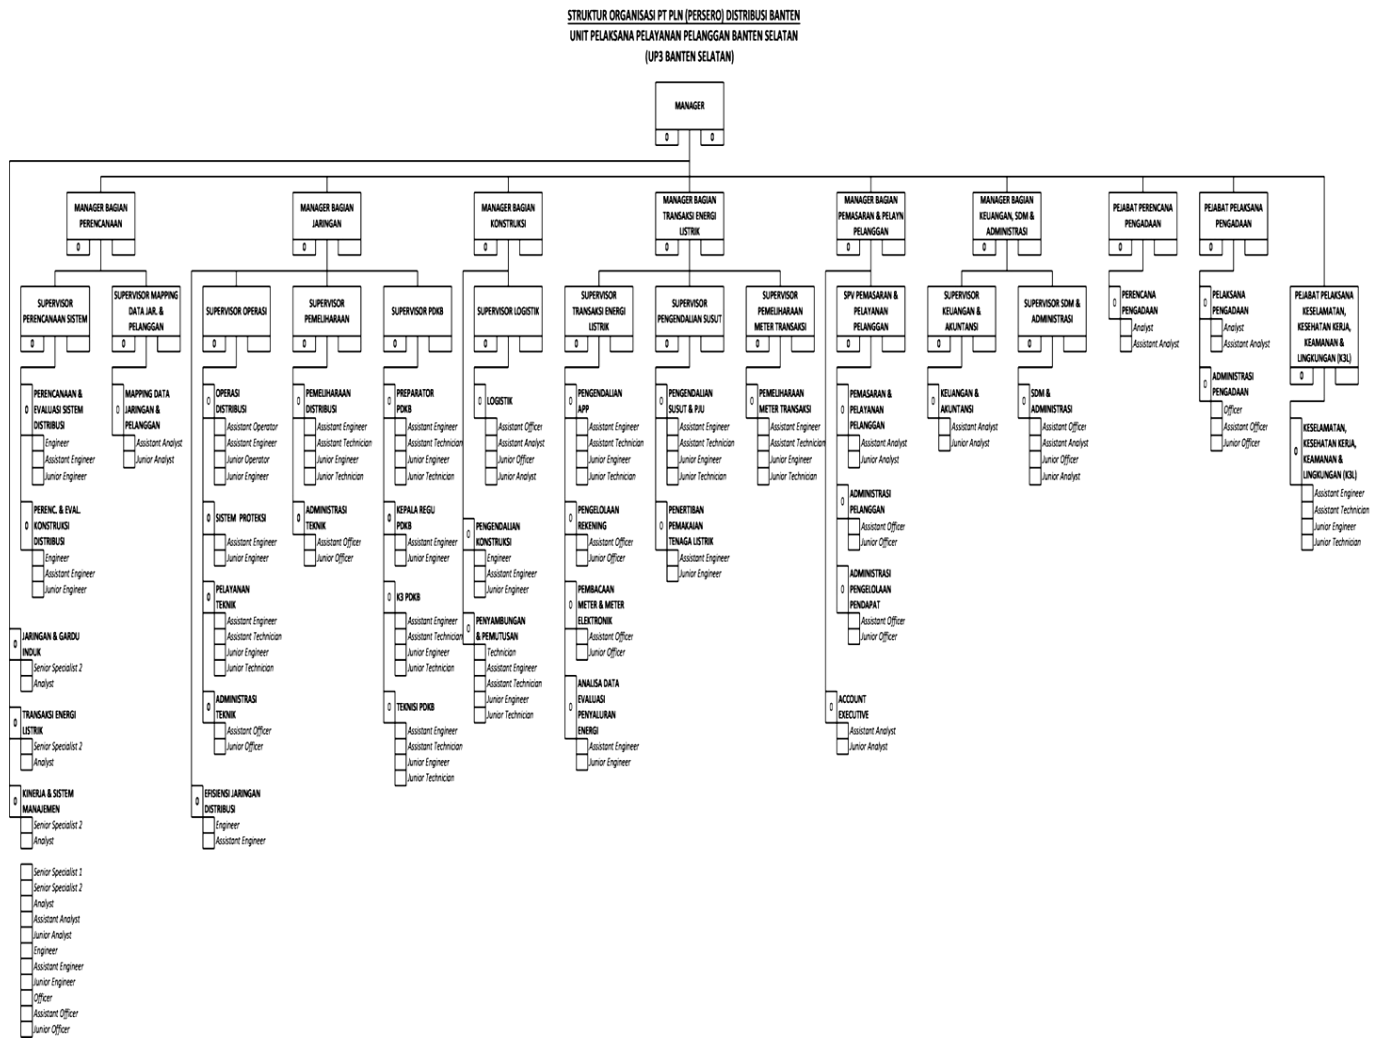 STRUKTUR ORGANISASI PT PLN (PERSERO) DISTRIBUSI BANTEN
UNIT PELAKSANA PELAYANAN PELANGGAN BANTEN SELATAN
(UP3 BANTEN SELATAN)
MANAGER
0 0
MANAGER BAGIAN
PERENCANAAN
0
MANAGER BAGIAN
JARINGAN
0
MANAGER BAGIAN
KONSTRUKSI
0
MANAGER BAGIAN
TRANSAKSI ENERGI
LISTRIK
0
MANAGER BAGIAN
PEMASARAN & PELAYN
PELANGGAN
0
MANAGER BAGIAN
KEUANGAN, SDM &
ADMINISTRASI
0
PEJABAT PERENCANA
PENGADAAN
0
PEJABAT PELAKSANA
PENGADAAN
0
SUPERVISOR
PERENCANAAN SISTEM
0
PERENCANAAN &
0 EVALUASI SISTEM
DISTRIBUSI
Engineer
Assistant Engineer
Junior Engineer
PERENC. & EVAL.
0 KONSTRUKSI
DISTRIBUSI
Engineer
Assistant Engineer
Junior Engineer
SUPERVISOR MAPPING
DATA JAR. &
PELANGGAN
0
MAPPING DATA
0 JARINGAN &
PELANGGAN
Assistant Analyst
Junior Analyst
0 JARINGAN & GARDU
INDUK
Senior Specialist 2
Analyst
0 TRANSAKSI ENERGI
LISTRIK
Senior Specialist 2
Analyst
0 KINERJA & SISTEM
MANAJEMEN
Senior Specialist 2
Analyst
Senior Specialist 1
Senior Specialist 2
Analyst
Assistant Analyst
Junior Analyst
Engineer
Assistant Engineer
Junior Engineer
Officer
Assistant Officer
Junior Officer
SUPERVISOR OPERASI
0
0 OPERASI
DISTRIBUSI
Assistant Operator
Assistant Engineer
Junior Operator
Junior Engineer
0 SISTEM PROTEKSI
Assistant Engineer
Junior Engineer
0 PELAYANAN
TEKNIK
Assistant Engineer
Assistant Technician
Junior Engineer
Junior Technician
0 ADMINISTRASI
TEKNIK
Assistant Officer
Junior Officer
0 EFISIENSI JARINGAN
DISTRIBUSI
Engineer
Assistant Engineer
SUPERVISOR
PEMELIHARAAN
0
0 PEMELIHARAAN
DISTRIBUSI
Assistant Engineer
Assistant Technician
Junior Engineer
Junior Technician
0 ADMINISTRASI
TEKNIK
Assistant Officer
Junior Officer
SUPERVISOR PDKB
0
0 PREPARATOR
PDKB
Assistant Engineer
Assistant Technician
Junior Engineer
Junior Technician
0 KEPALA REGU
PDKB
Assistant Engineer
Junior Engineer
0 K3 PDKB
Assistant Engineer
Assistant Technician
Junior Engineer
Junior Technician
0 TEKNISI PDKB
Assistant Engineer
Assistant Technician
Junior Engineer
Junior Technician
SUPERVISOR LOGISTIK
0
0 LOGISTIK
Assistant Officer
Assistant Analyst
Junior Officer
Junior Analyst
0 PENGENDALIAN
KONSTRUKSI
Engineer
Assistant Engineer
Junior Engineer
0 PENYAMBUNGAN
& PEMUTUSAN
Technician
Assistant Engineer
Assistant Technician
Junior Engineer
Junior Technician
SUPERVISOR
TRANSAKSI ENERGI
LISTRIK
0
0 PENGENDALIAN
APP
Assistant Engineer
Assistant Technician
Junior Engineer
Junior Technician
0 PENGELOLAAN
REKENING
Assistant Officer
Junior Officer
PEMBACAAN
0 METER & METER
ELEKTRONIK
Assistant Officer
Junior Officer
ANALISA DATA
EVALUASI
0 PENYALURAN
ENERGI
Assistant Engineer
Junior Engineer
SUPERVISOR
PENGENDALIAN SUSUT
0
0 PENGENDALIAN
SUSUT & PJU
Assistant Engineer
Assistant Technician
Junior Engineer
Junior Technician
PENERTIBAN
0 PEMAKAIAN
TENAGA LISTRIK
Assistant Engineer
Junior Engineer
SUPERVISOR
PEMELIHARAAN
METER TRANSAKSI
0
0 PEMELIHARAAN
METER TRANSAKSI
Assistant Engineer
Assistant Technician
Junior Engineer
Junior Technician
SPV PEMASARAN &
PELAYANAN
PELANGGAN
0
PEMASARAN &
0 PELAYANAN
PELANGGAN
Assistant Analyst
Junior Analyst
0 ADMINISTRASI
PELANGGAN
Assistant Officer
Junior Officer
ADMINISTRASI
0 PENGELOLAAN
PENDAPAT
Assistant Officer
Junior Officer
0 ACCOUNT
EXECUTIVE
Assistant Analyst
Junior Analyst
SUPERVISOR
KEUANGAN &
AKUNTANSI
0
0 KEUANGAN &
AKUNTANSI
Assistant Analyst
Junior Analyst
SUPERVISOR SDM &
ADMINISTRASI
0
0 SDM &
ADMINISTRASI
Assistant Officer
Assistant Analyst
Junior Officer
Junior Analyst
0 PERENCANA
PENGADAAN
Analyst
Assistant Analyst
0 PELAKSANA
PENGADAAN
Analyst
Assistant Analyst
0 ADMINISTRASI
PENGADAAN
Officer
Assistant Officer
Junior Officer
PEJABAT PELAKSANA
KESELAMATAN,
KESEHATAN KERJA,
KEAMANAN &
LINGKUNGAN (K3L)
0
KESELAMATAN,
0 KESEHATAN KERJA,
KEAMANAN &
LINGKUNGAN (K3L)
Assistant Engineer
Assistant Technician
Junior Engineer
Junior Technician